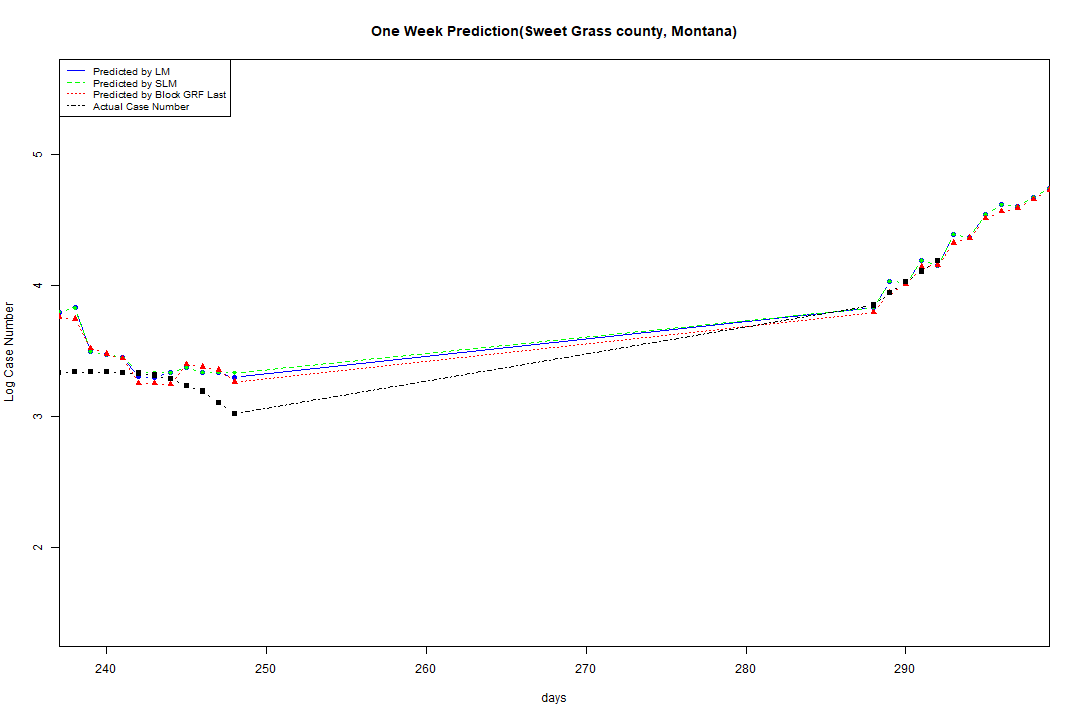 One Week Prediction(Sweet Grass county, Montana)
Predicted by LM
Predicted by SLM
Predicted by Block GRF Last
Actual Case Number
5
4
3
2
Log Case Number
240 250 260 270 280 290
days